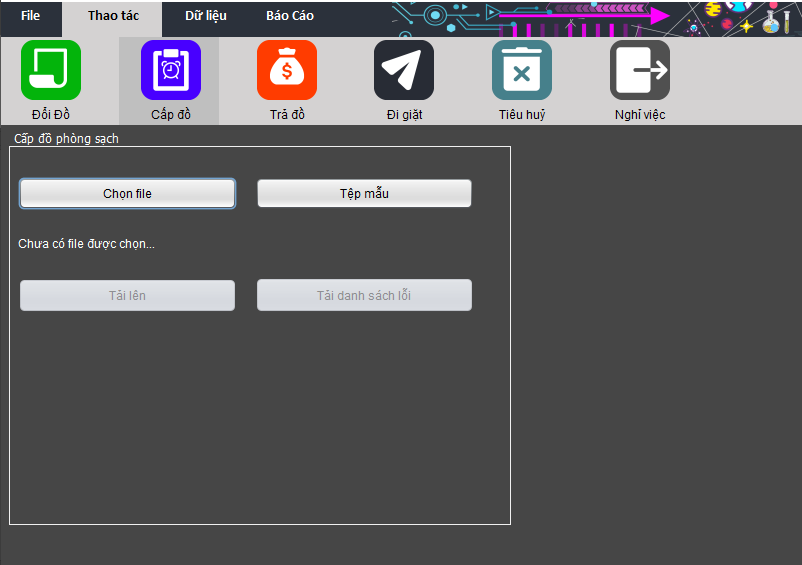 File Thao tác Dữ liệu Báo Cáo
Đổi Đồ Cấp đồ Trả đồ Đi giặt Tiêu huỷ Nghỉ việc
Cấp đồ phòng sạch
Chọn file Tệp mẫu
Chưa có file được chọn...
Tải lên Tải danh sách lỗi